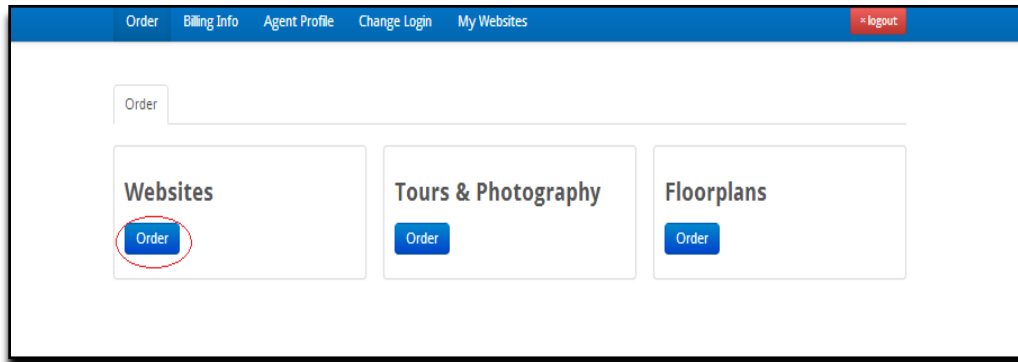 Order Billing Info Agent Profile Change Login My Websites × logout
Order
Websites Tours & Photography Floorplans
Order Order Order